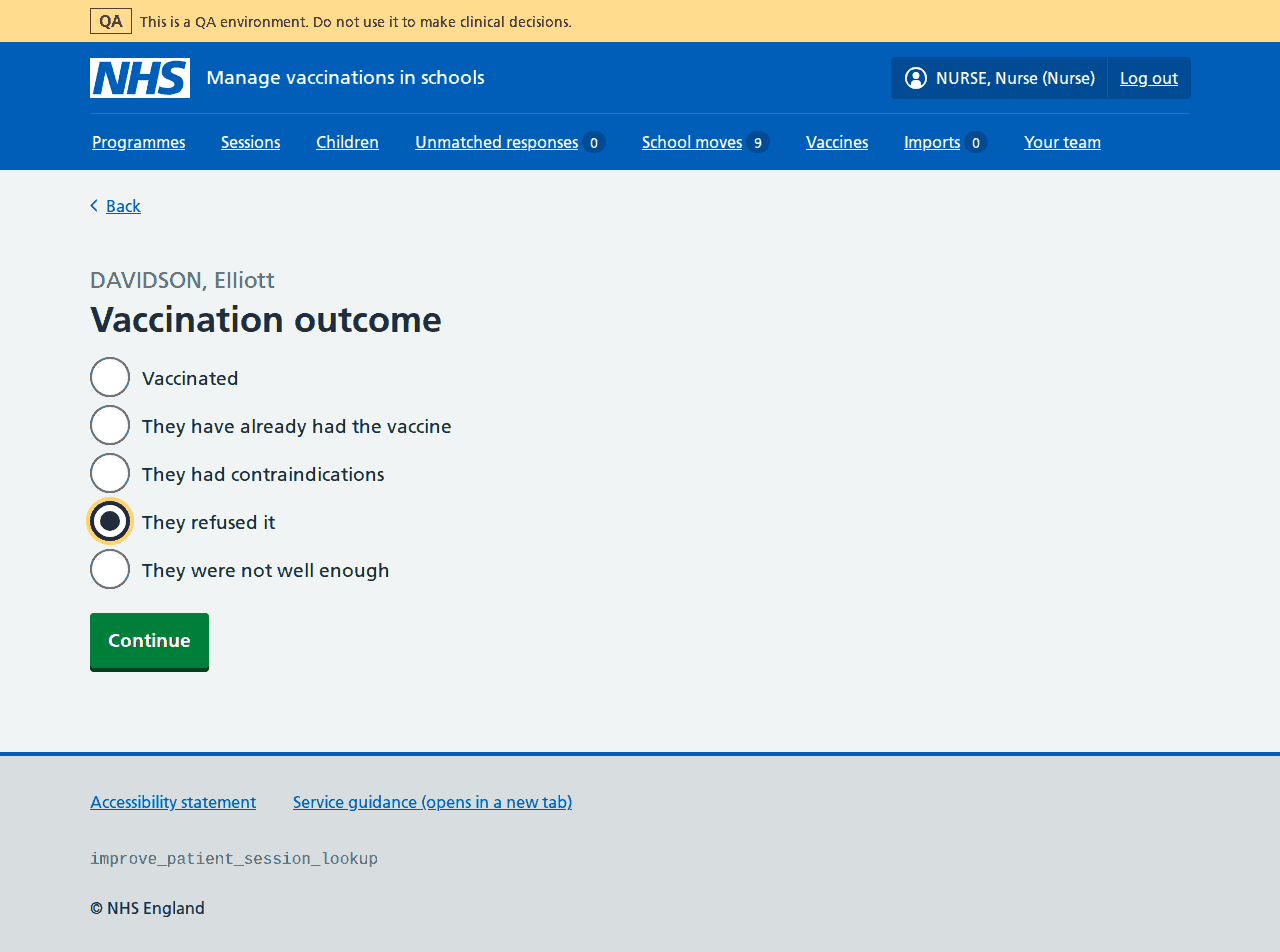 QA This is a QA environment. Do not use it to make clinical decisions.
NHS Manage vaccinations in schools NURSE, Nurse (Nurse) Log out
Programmes Sessions Children Unmatched responses 0 School moves 9 Vaccines Imports 0 Your team
Back
DAVIDSON, Elliott
Vaccination outcome
Vaccinated
They have already had the vaccine
They had contraindications
They refused it
They were not well enough
Continue
Accessibility statement Service guidance (opens in a new tab)
improve_patient_session_lookup
© NHS England